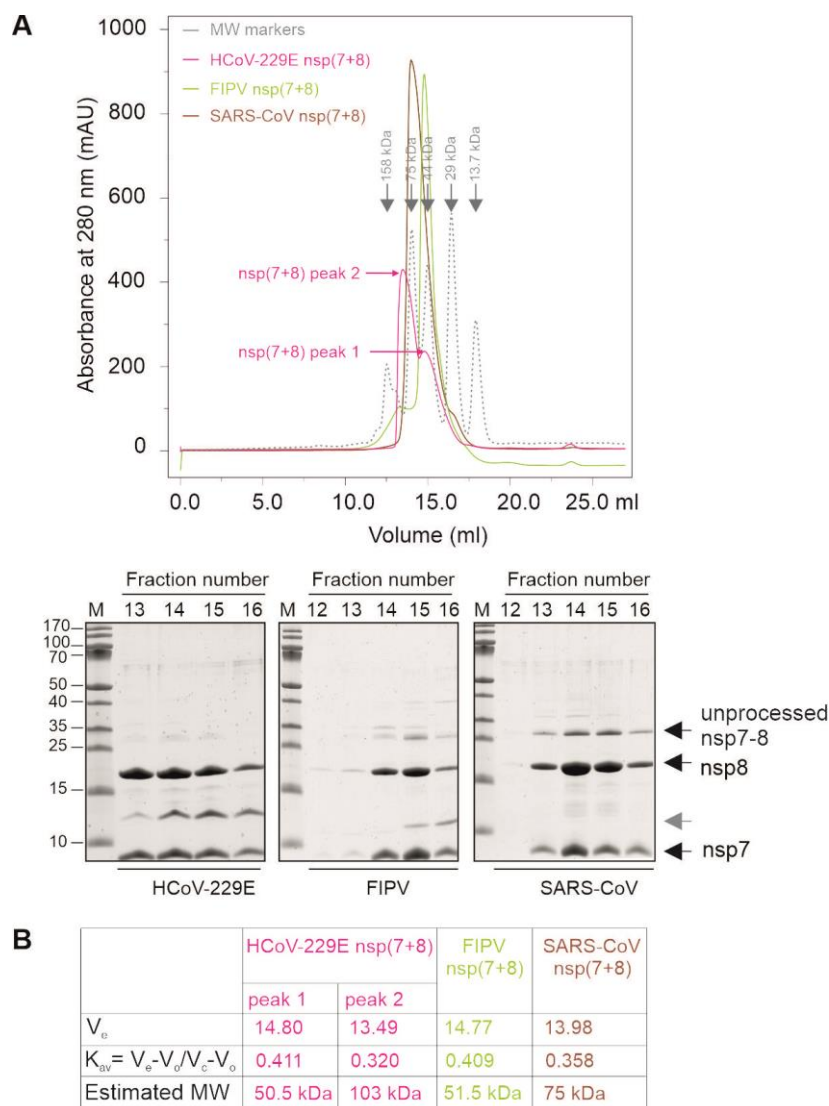 A
1000
800
600
400
200
0
Absorbance at 280 nm (mAU)
MW markers
HCoV-229E nsp(7+8)
FIPV nsp(7+8)
SARS-CoV nsp(7+8)
158 kDa
75 kDa
44 kDa
29 kDa
13.7 kDa
nsp(7+8) peak 2
nsp(7+8) peak 1
0.0 5.0 10.0 15.0 20.0 25.0 ml
Volume (ml)
Fraction number Fraction number Fraction number
M 13 14 15 16 M 12 13 14 15 16 M 12 13 14 15 16
170
100
70
50
40
35
25
15
10
unprocessed
nsp7-8
nsp8
nsp7
HCoV-229E FIPV SARS-CoV
B
HCoV-229E nsp(7+8) FIPV nsp(7+8) SARS-CoV nsp(7+8)
peak 1 peak 2
Ve 14.80 13.49 14.77 13.98
Kav= Ve-Vo/Vc-Vo 0.411 0.320 0.409 0.358
Estimated MW 50.5 kDa 103 kDa 51.5 kDa 75 kDa